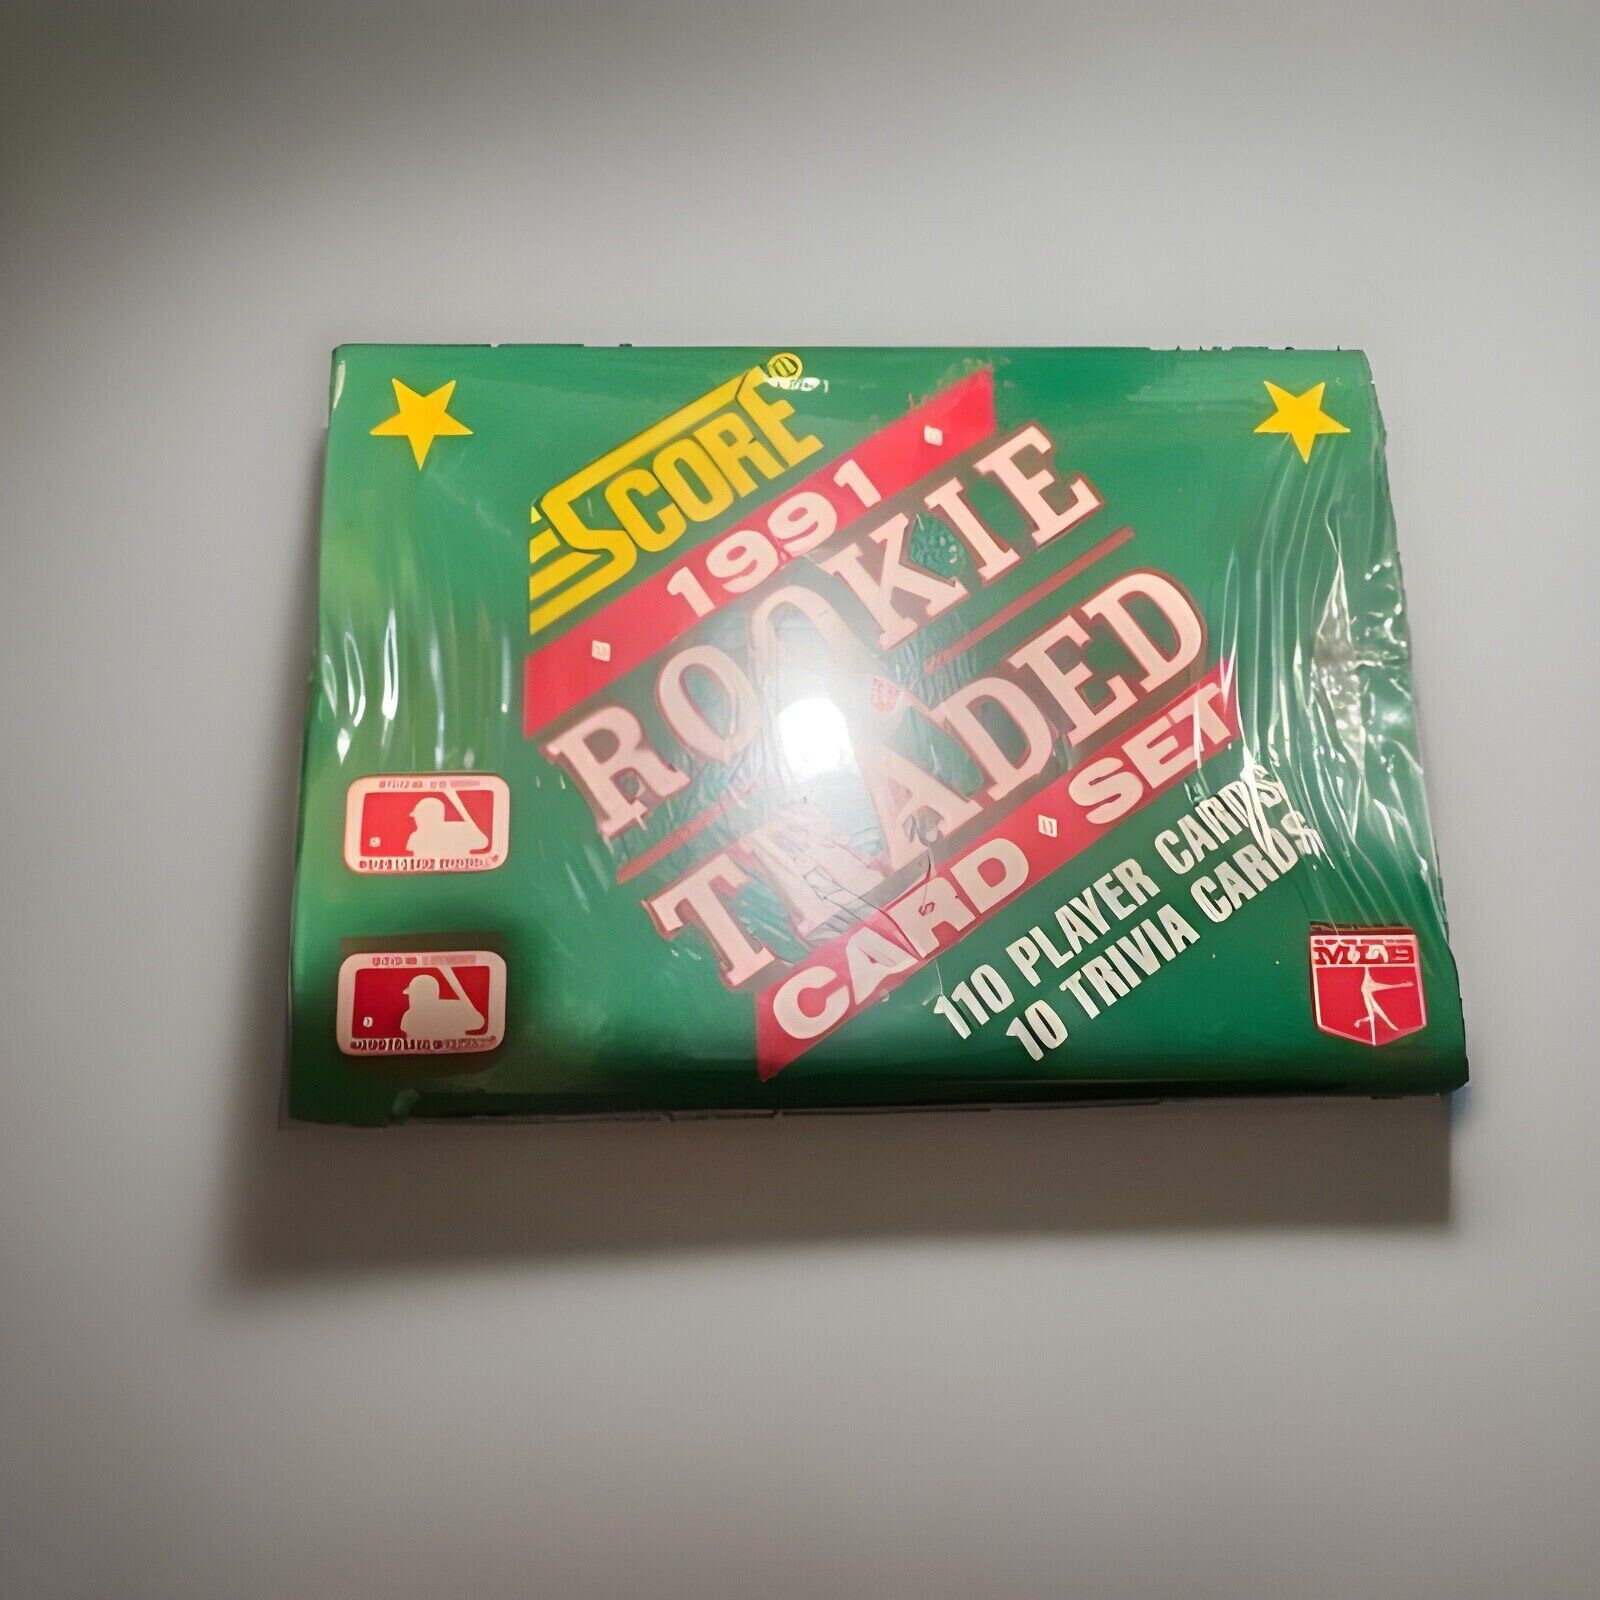 SCORE®
1991
ROOKIE
TRADED
CARD SET
110 PLAYER CARDS
10 TRIVIA CARDS